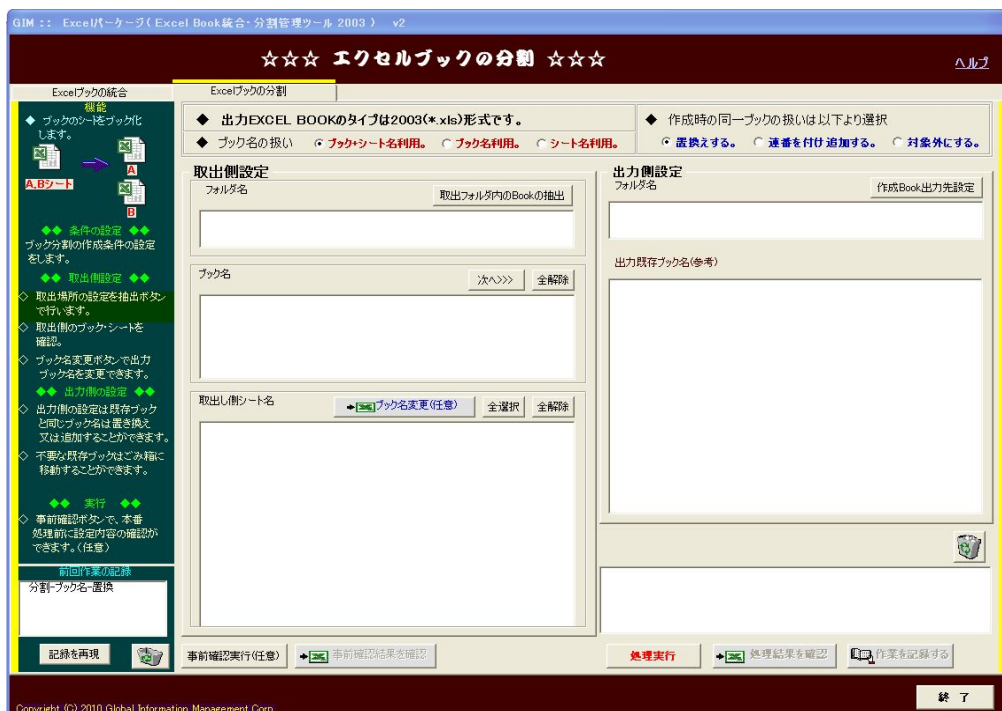 GIM :: Excelパーケージ( Excel Book統合・分割管理ツール 2003 ) v2
☆☆☆ エクセルブックの分割 ☆☆☆
ヘルプ
Excelブックの統合
Excelブックの分割
機能
◆ ブックのシートをブック化
します。
A,Bシート
A
B
◆◆ 条件の設定 ◆◆
ブック分割の作成条件の設定
をします。
◆◆ 取出側設定 ◆◆
◇ 取出場所の設定を抽出ボタン
で行います。
◇ 取出側のブック・シートを
確認。
◇ ブック名変更ボタンで出力
ブック名を変更できます。
◆◆ 出力側の設定 ◆◆
◇ 出力側の設定は既存ブック
と同じブック名は置き換え
又は追加することができます。
◇ 不要な既存ブックはごみ箱に
移動することができます。
◆◆ 実行 ◆◆
◇ 事前確認ボタンで、本番
処理前に設定内容の確認が
できます。(任意)
前回作業の記録
分割-ブック名-置換
記録を再現
◆ 出力EXCEL BOOKのタイプは2003(*.xls)形式です。
◆ ブック名の扱い ブック+シート名利用。 ブック名利用。 シート名利用。
◆ 作成時の同一ブックの扱いは以下より選択
置換えする。 連番を付け追加する。 対象外にする。
取出側設定
フォルダ名
取出フォルダ内のBookの抽出
ブック名
次へ>>>
全解除
取出し側シート名
ブック名変更(任意)
全選択
全解除
出力側設定
フォルダ名
作成Book出力先設定
出力既存ブック名(参考)
事前確認実行(任意)
事前確認結果を確認
処理実行
処理結果を確認
作業を記録する
終 了
Copyright (C) 2010 Global Information Management Corp.